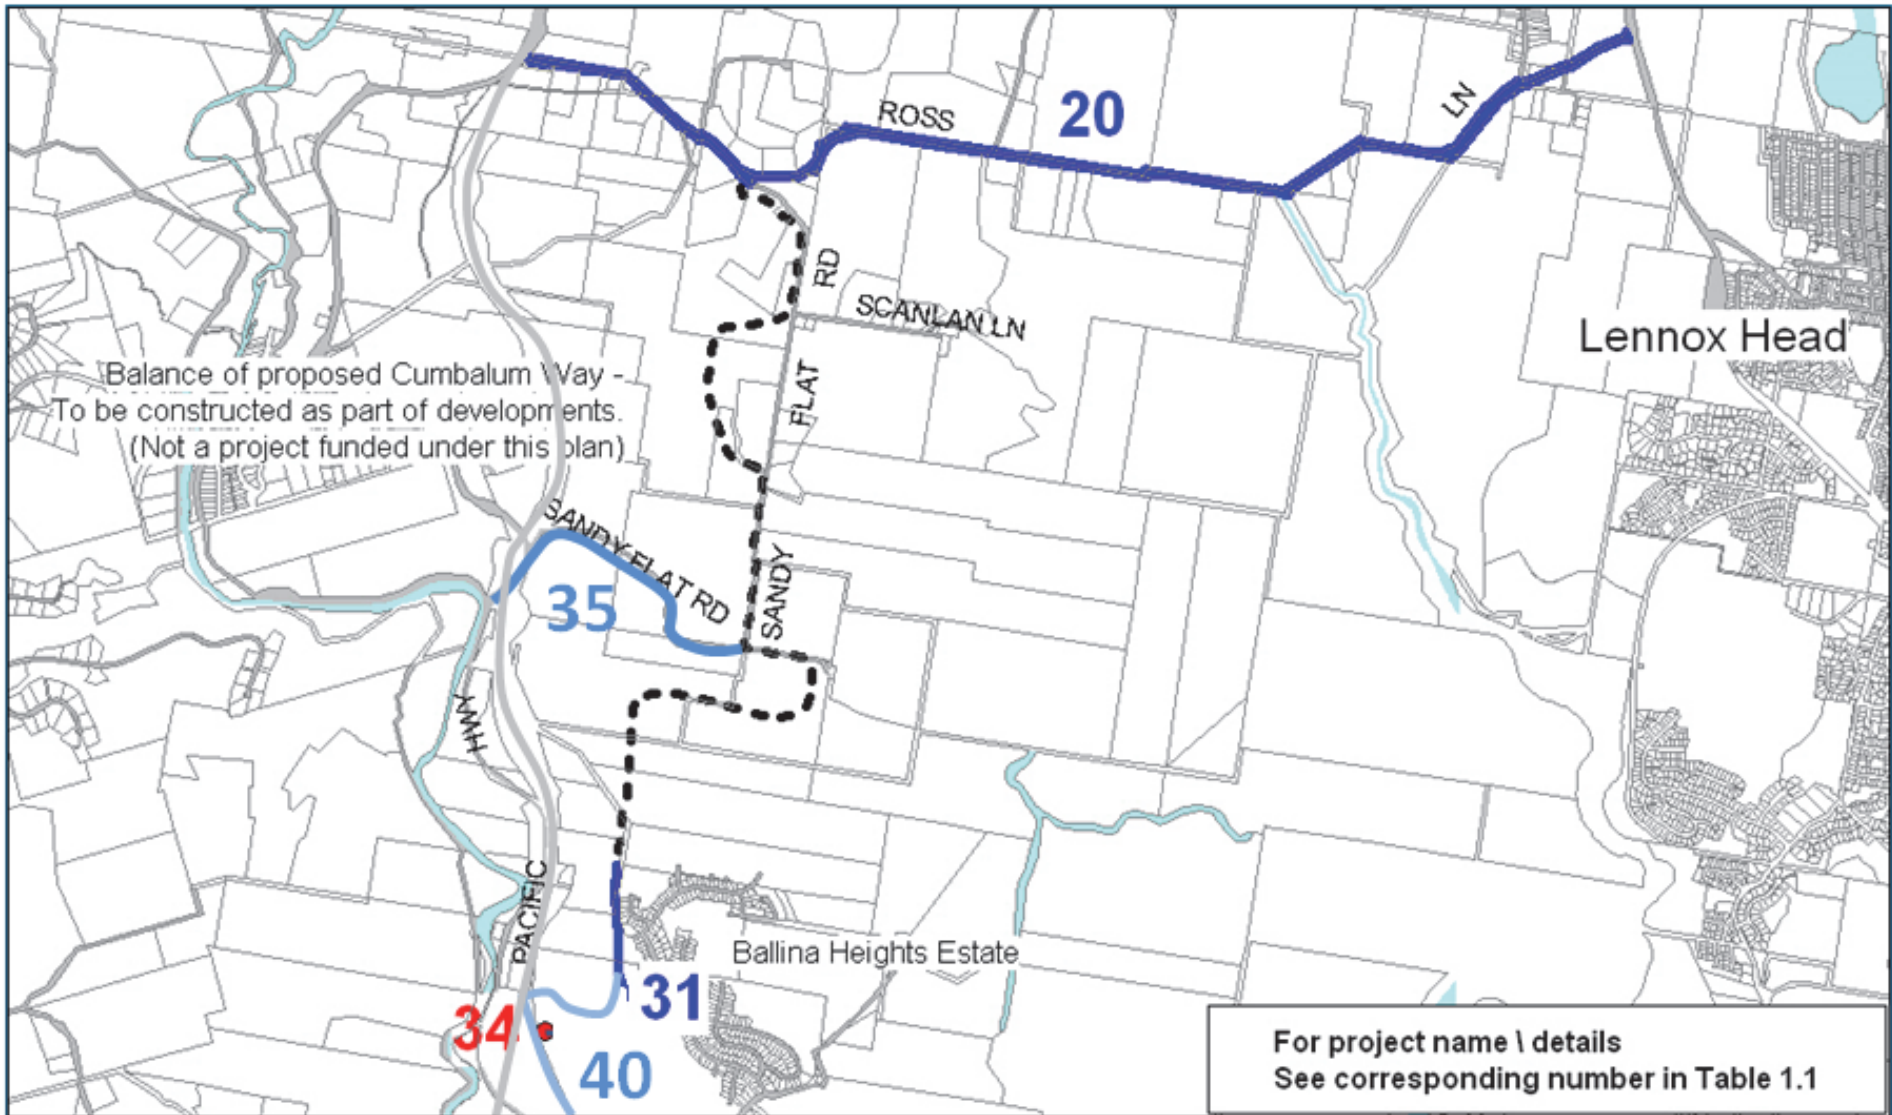 ROSS
20
LN
RD
SCANLAN LN
Lennox Head
Balance of proposed Cumbalum Way -
To be constructed as part of developments.
(Not a project funded under this plan)
FLAT
SANDY FLAT RD
SANDY
35
HWY
PACIFIC
Ballina Heights Estate
31
34
40
For project name \ details
See corresponding number in Table 1.1